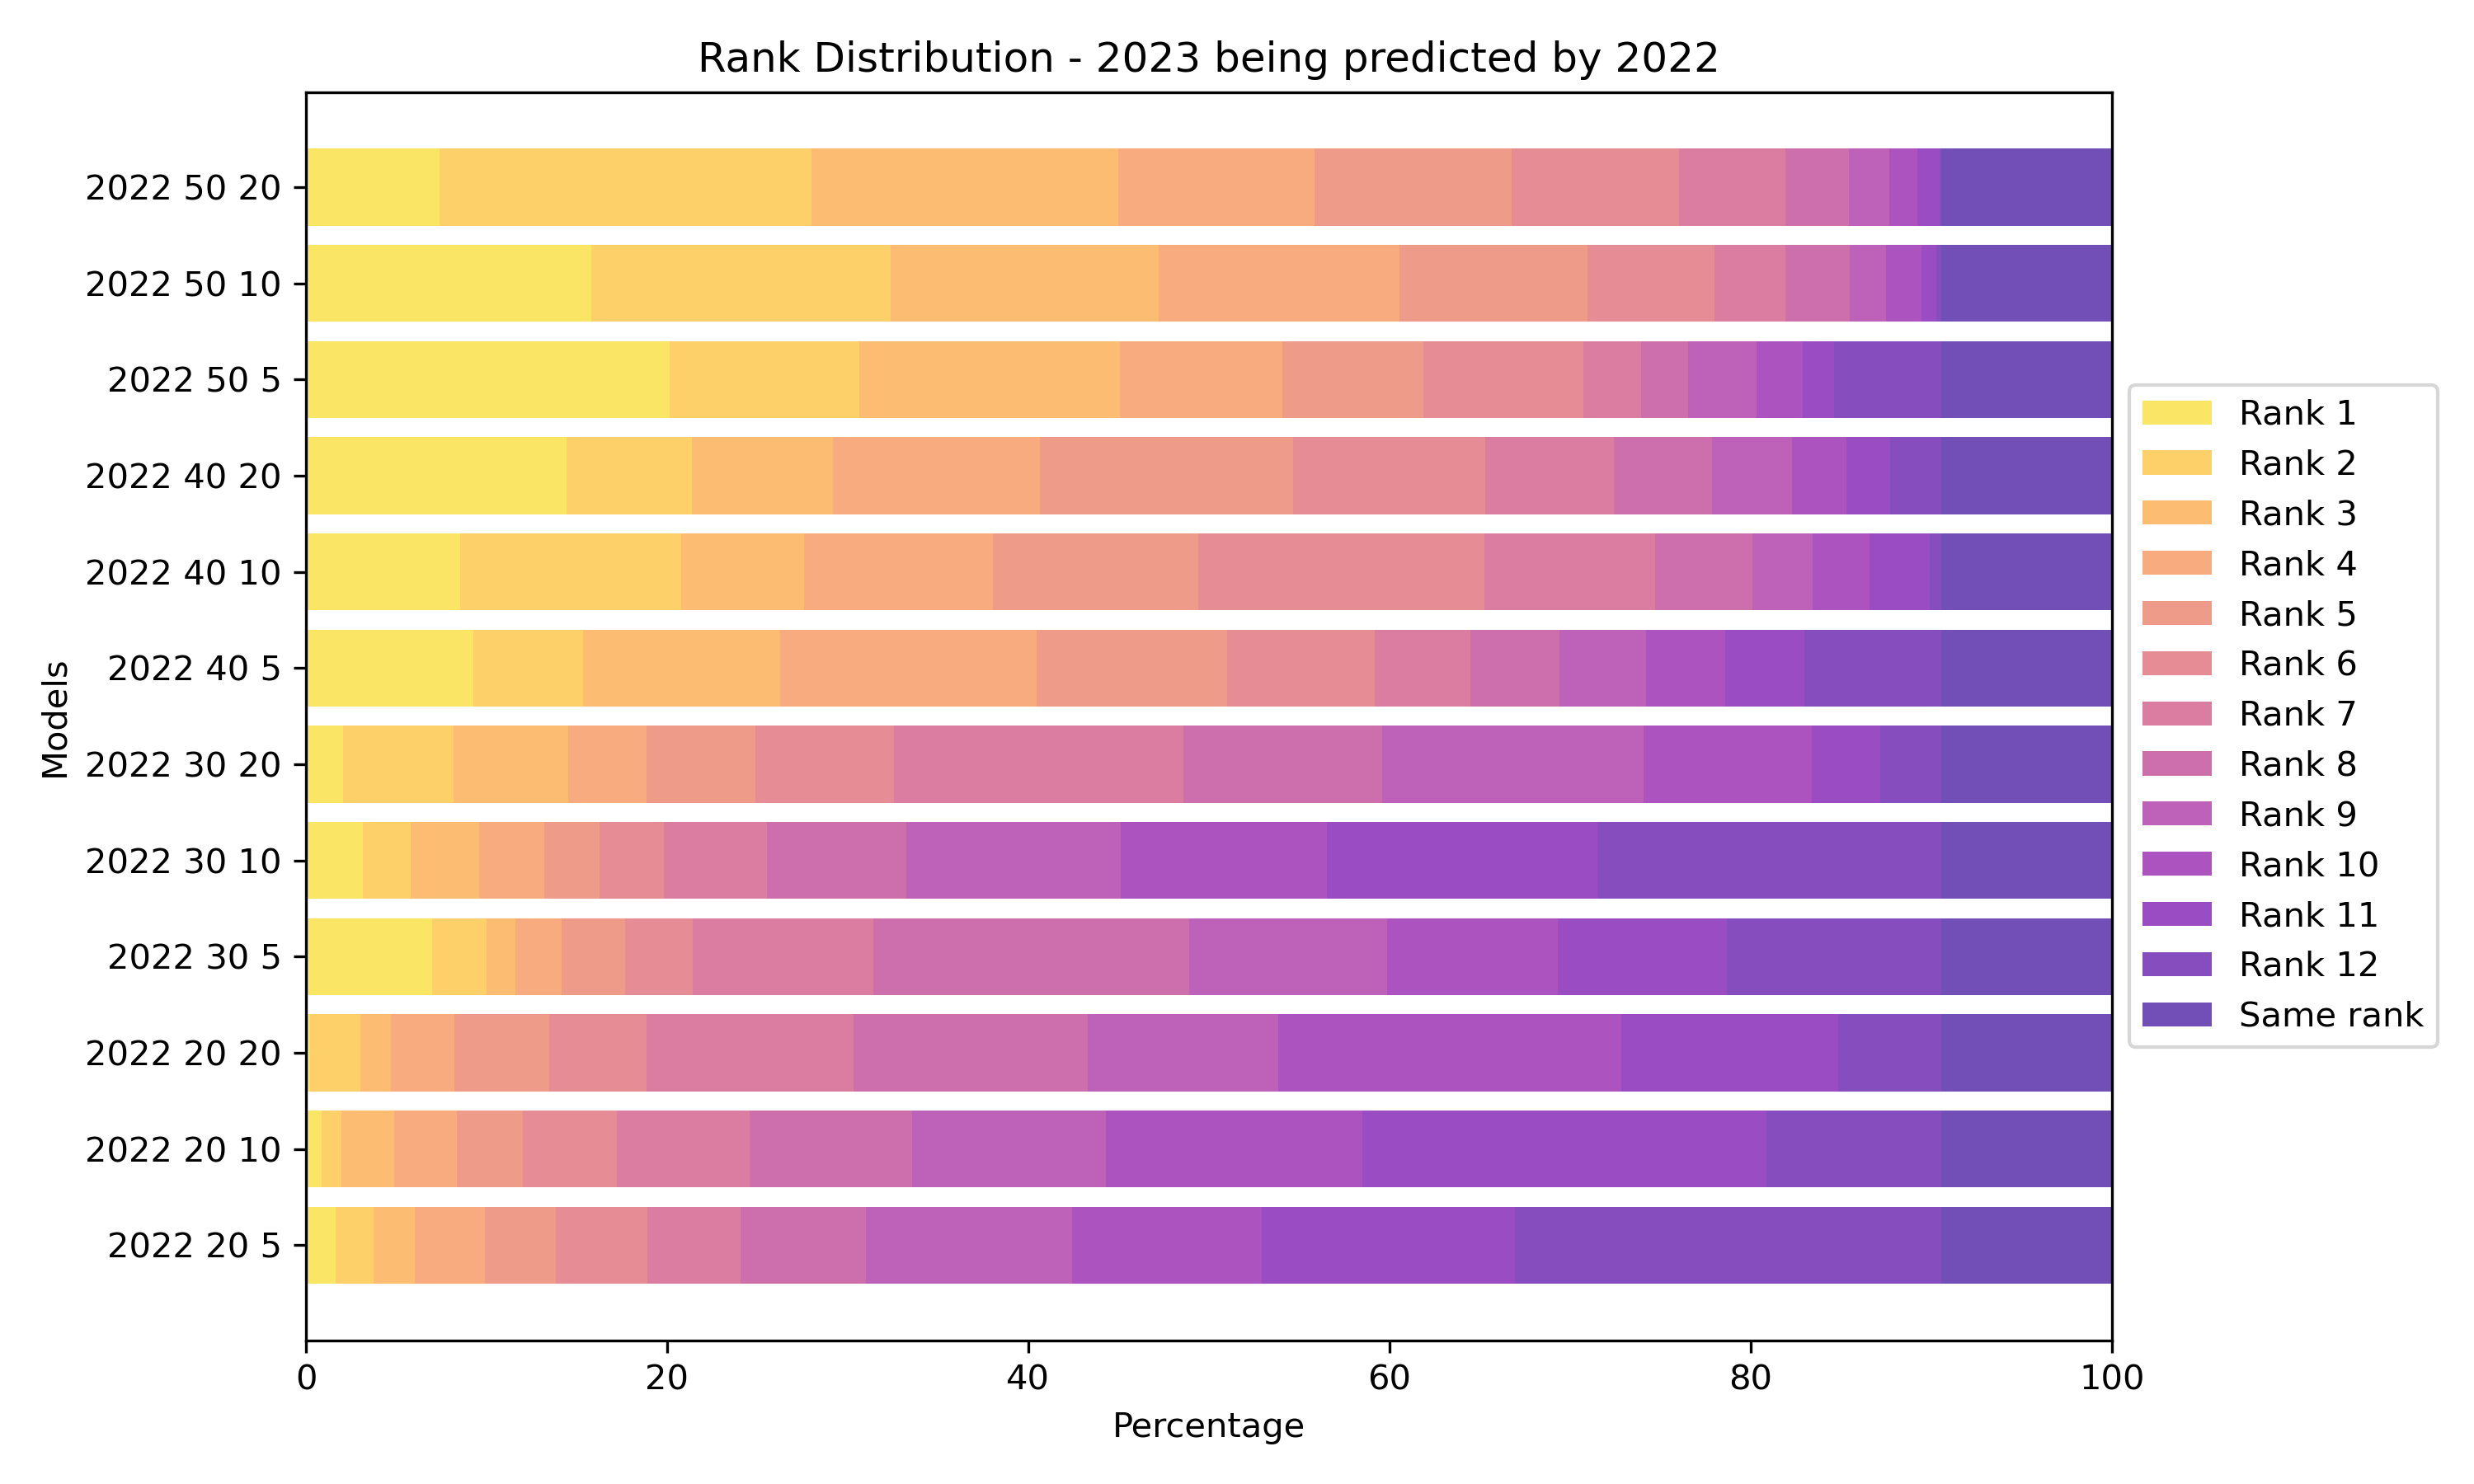 Rank Distribution - 2023 being predicted by 2022
2022 50 20
2022 50 10
2022 50 5
2022 40 20
2022 40 10
2022 40 5
2022 30 20
2022 30 10
2022 30 5
2022 20 20
2022 20 10
2022 20 5
Models
0 20 40 60 80 100
Percentage
Rank 1
Rank 2
Rank 3
Rank 4
Rank 5
Rank 6
Rank 7
Rank 8
Rank 9
Rank 10
Rank 11
Rank 12
Same rank